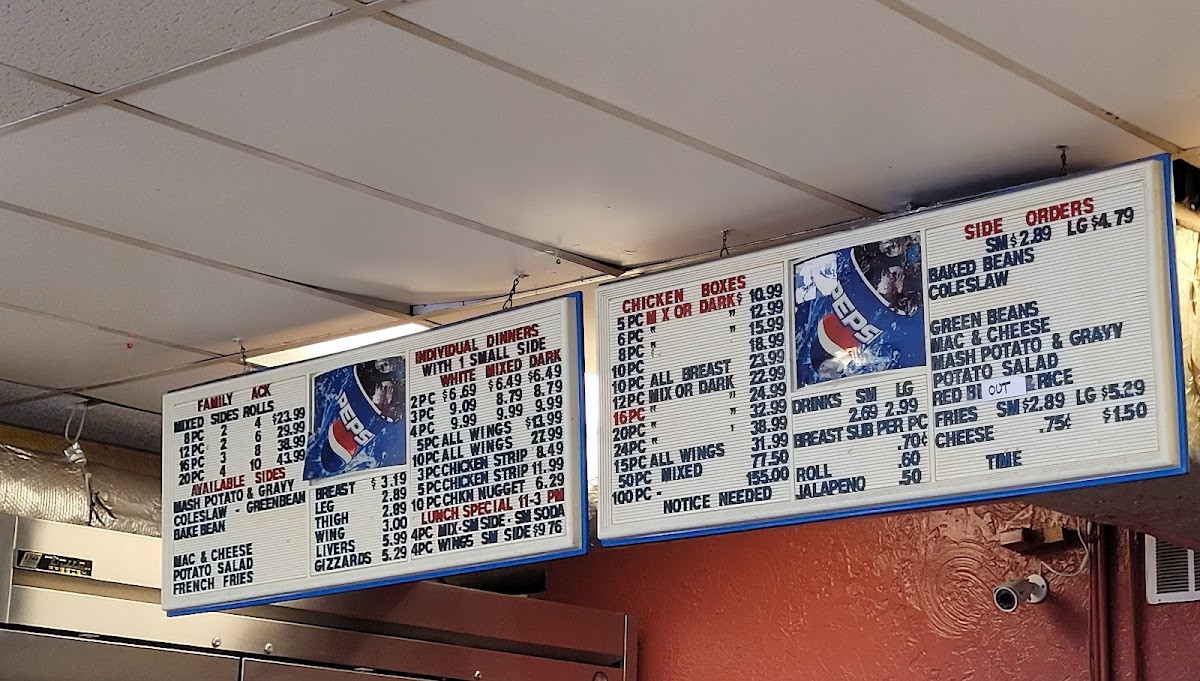 FAMILY ACK
MIXED SIDES ROLLS
8PC 2 4 $23.99
12PC 2 6 29.99
16PC 3 8 38.99
20PC 4 10 43.99
AVAILABLE SIDES
MASH POTATO & GRAVY
COLESLAW - GREENBEAN
BAKE BEAN
MAC & CHEESE
POTATO SALAD
FRENCH FRIES
PEPSI
BREAST $3.19
LEG 2.89
THIGH 2.89
WING 3.00
LIVERS 5.99
GIZZARDS 5.29
INDIVIDUAL DINNERS
WITH 1 SMALL SIDE
WHITE MIXED DARK
2PC $6.69 $6.49 $6.49
3PC 9.09 8.79 8.79
4PC 9.99 9.99
5PC ALL WINGS $13.99
10PC ALL WINGS 27.99
3PC CHICKEN STRIP 8.49
5PC CHICKEN STRIP 11.99
10PC CHKN NUGGET 6.29
LUNCH SPECIAL 11-3 PM
4PC MIX-SM SIDE-SM SODA
4PC WINGS SM SIDE $9 76
CHICKEN BOXES
5PC M X OR DARK $10.99
6PC " " 12.99
8PC " " 15.99
10PC 18.99
10PC ALL BREAST 23.99
12PC MIX OR DARK 22.99
16PC " " 24.99
20PC " " 32.99
24PC " 38.99
15PC ALL WINGS 31.99
50PC MIXED 77.50
100PC - 155.00
NOTICE NEEDED
PEPSI
DRINKS SM LG
2.69 2.99
BREAST SUB PER PC
.70¢
ROLL .60
JALAPENO .50
SIDE ORDERS
SM $2.89 LG $4.79
BAKED BEANS
COLESLAW
GREEN BEANS
MAC & CHEESE
MASH POTATO & GRAVY
POTATO SALAD
RED B OUT RICE
FRIES SM $2.89 LG $5.29
CHEESE .75¢ $1.50
TIME